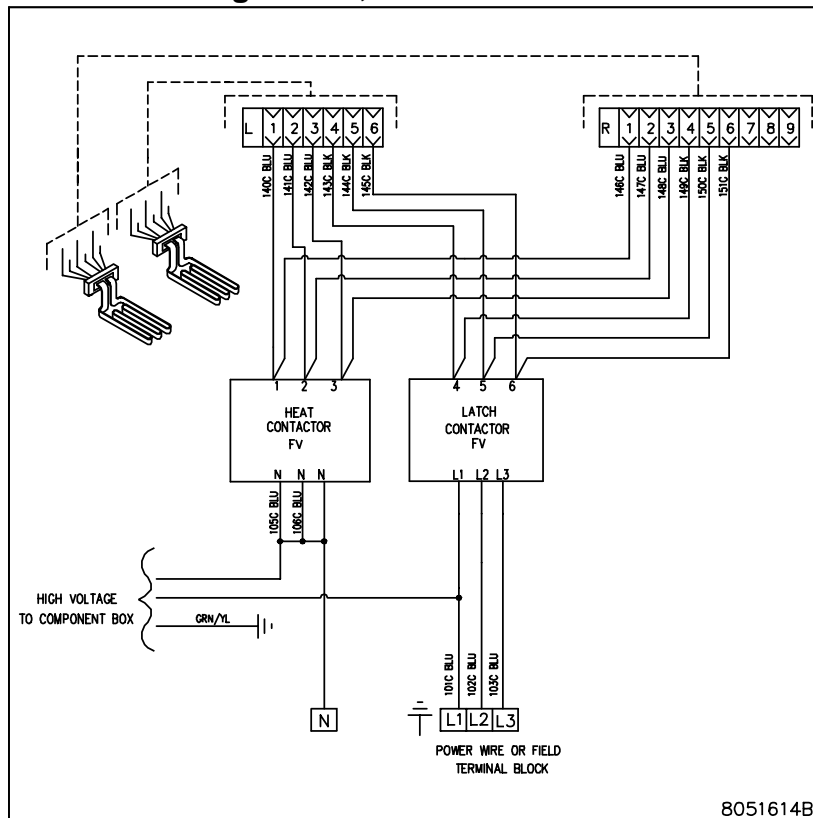 L 1 2 3 4 5 6
R 1 2 3 4 5 6 7 8 9
140C BLU
141C BLU
142C BLU
143C BLK
144C BLK
145C BLK
146C BLU
147C BLU
148C BLU
149C BLK
150C BLK
151C BLK
1 2 3
HEAT
CONTACTOR
FV
N N N
4 5 6
LATCH
CONTACTOR
FV
L1 L2 L3
105C BLU
106C BLU
HIGH VOLTAGE
TO COMPONENT BOX
GRN/YL
101C BLU
102C BLU
103C BLU
N
L1 L2 L3
POWER WIRE OR FIELD
TERMINAL BLOCK
8051614B